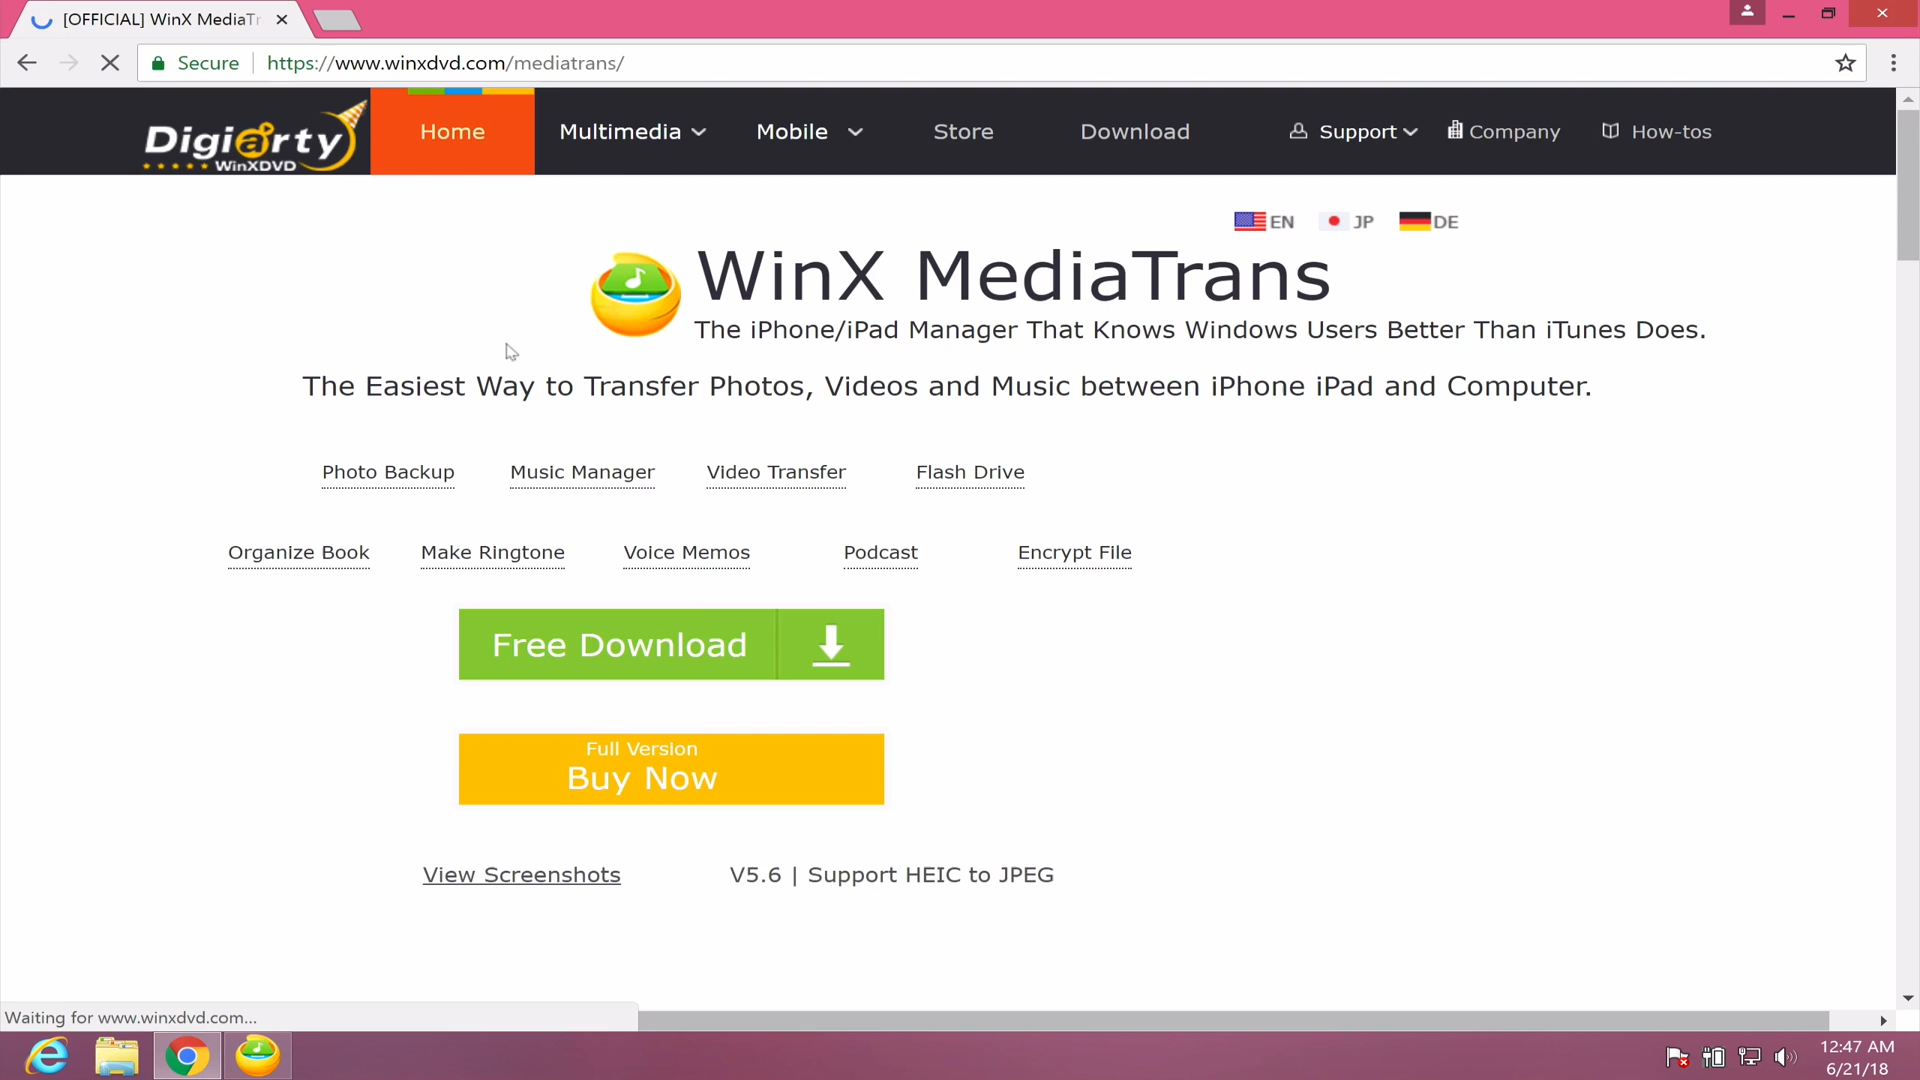 [OFFICIAL] WinX MediaTr
Secure
https://www.winxdvd.com/mediatrans/
Digiarty
WinXDVD
Home
Multimedia
Mobile
Store
Download
Support
Company
How-tos
EN
JP
DE
WinX MediaTrans
The iPhone/iPad Manager That Knows Windows Users Better Than iTunes Does.
The Easiest Way to Transfer Photos, Videos and Music between iPhone iPad and Computer.
Photo Backup
Music Manager
Video Transfer
Flash Drive
Organize Book
Make Ringtone
Voice Memos
Podcast
Encrypt File
Free Download
Full Version
Buy Now
View Screenshots
V5.6 | Support HEIC to JPEG
Waiting for www.winxdvd.com...
12:47 AM
6/21/18